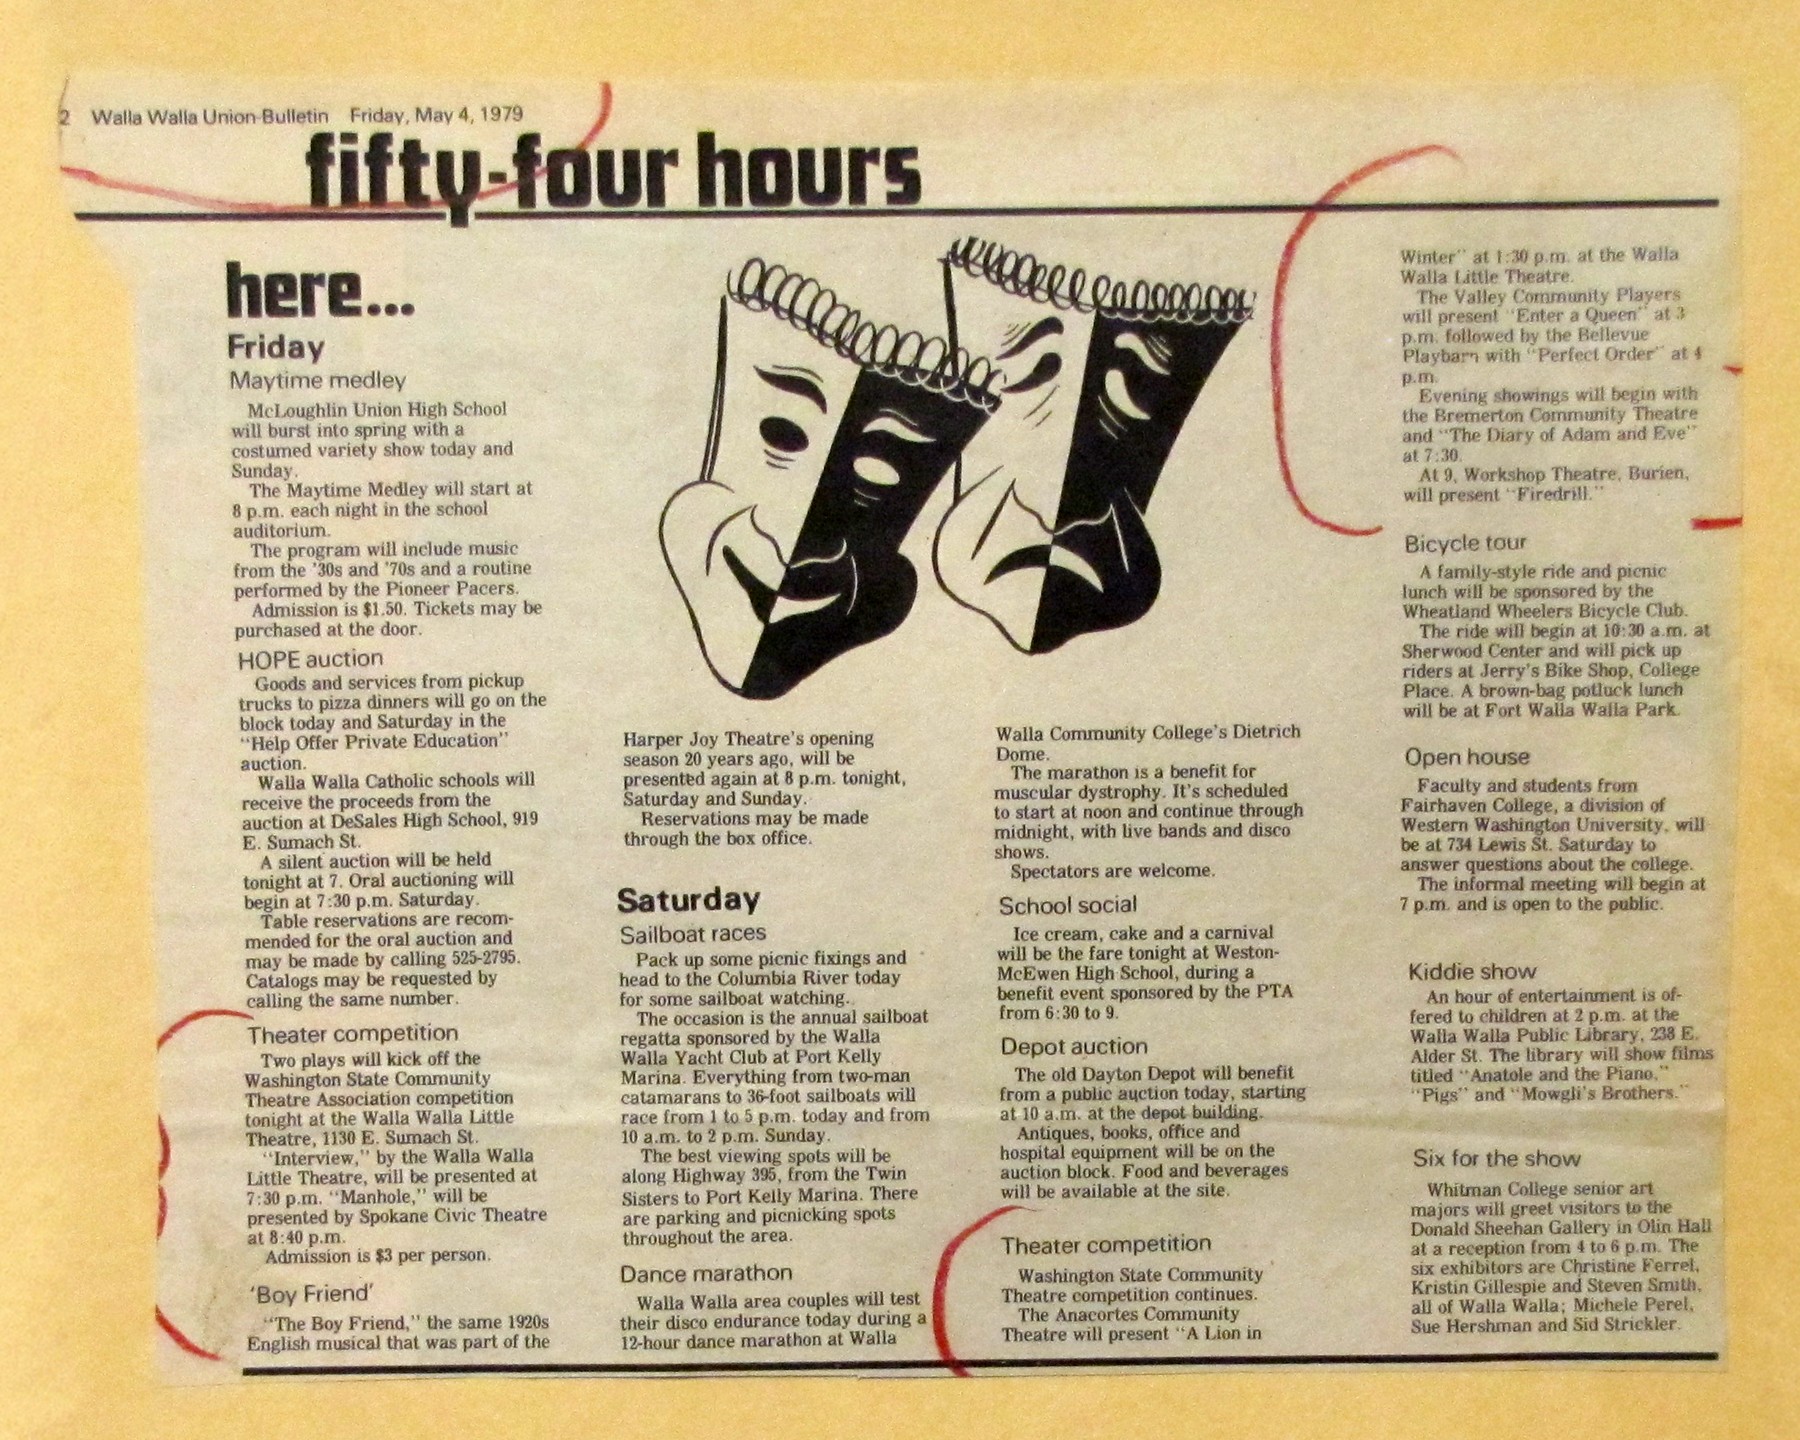 2 Walla Walla Union-Bulletin Friday, May 4, 1979
fifty-four hours
here...
Friday
Maytime medley
McLoughlin Union High School
will burst into spring with a
costumed variety show today and
Sunday.
The Maytime Medley will start at
8 p.m. each night in the school
auditorium.
The program will include music
from the '30s and '70s and a routine
performed by the Pioneer Pacers.
Admission is $1.50. Tickets may be
purchased at the door.
HOPE auction
Goods and services from pickup
trucks to pizza dinners will go on the
block today and Saturday in the
"Help Offer Private Education"
auction.
Walla Walla Catholic schools will
receive the proceeds from the
auction at DeSales High School, 919
E. Sumach St.
A silent auction will be held
tonight at 7. Oral auctioning will
begin at 7:30 p.m. Saturday.
Table reservations are recom-
mended for the oral auction and
may be made by calling 525-2795.
Catalogs may be requested by
calling the same number.
Theater competition
Two plays will kick off the
Washington State Community
Theatre Association competition
tonight at the Walla Walla Little
Theatre, 1130 E. Sumach St.
"Interview," by the Walla Walla
Little Theatre, will be presented at
7:30 p.m. "Manhole," will be
presented by Spokane Civic Theatre
at 8:40 p.m.
Admission is $3 per person.
'Boy Friend'
"The Boy Friend," the same 1920s
English musical that was part of the
Harper Joy Theatre's opening
season 20 years ago, will be
presented again at 8 p.m. tonight,
Saturday and Sunday.
Reservations may be made
through the box office.
Saturday
Sailboat races
Pack up some picnic fixings and
head to the Columbia River today
for some sailboat watching.
The occasion is the annual sailboat
regatta sponsored by the Walla
Walla Yacht Club at Port Kelly
Marina. Everything from two-man
catamarans to 36-foot sailboats will
race from 1 to 5 p.m. today and from
10 a.m. to 2 p.m. Sunday.
The best viewing spots will be
along Highway 395, from the Twin
Sisters to Port Kelly Marina. There
are parking and picnicking spots
throughout the area.
Dance marathon
Walla Walla area couples will test
their disco endurance today during a
12-hour dance marathon at Walla
Walla Community College's Dietrich
Dome.
The marathon is a benefit for
muscular dystrophy. It's scheduled
to start at noon and continue through
midnight, with live bands and disco
shows.
Spectators are welcome.
School social
Ice cream, cake and a carnival
will be the fare tonight at Weston-
McEwen High School, during a
benefit event sponsored by the PTA
from 6:30 to 9.
Depot auction
The old Dayton Depot will benefit
from a public auction today, starting
at 10 a.m. at the depot building.
Antiques, books, office and
hospital equipment will be on the
auction block. Food and beverages
will be available at the site.
Theater competition
Washington State Community
Theatre competition continues.
The Anacortes Community
Theatre will present "A Lion in
Winter" at 1:30 p.m. at the Walla
Walla Little Theatre.
The Valley Community Players
will present "Enter a Queen" at 3
p.m. followed by the Bellevue
Playbarn with "Perfect Order" at 4
p.m.
Evening showings will begin with
the Bremerton Community Theatre
and "The Diary of Adam and Eve"
at 7:30.
At 9, Workshop Theatre, Burien,
will present "Firedrill."
Bicycle tour
A family-style ride and picnic
lunch will be sponsored by the
Wheatland Wheelers Bicycle Club.
The ride will begin at 10:30 a.m. at
Sherwood Center and will pick up
riders at Jerry's Bike Shop, College
Place. A brown-bag potluck lunch
will be at Fort Walla Walla Park.
Open house
Faculty and students from
Fairhaven College, a division of
Western Washington University, will
be at 734 Lewis St. Saturday to
answer questions about the college.
The informal meeting will begin at
7 p.m. and is open to the public.
Kiddie show
An hour of entertainment is of-
fered to children at 2 p.m. at the
Walla Walla Public Library, 238 E.
Alder St. The library will show films
titled "Anatole and the Piano,"
"Pigs" and "Mowgli's Brothers."
Six for the show
Whitman College senior art
majors will greet visitors to the
Donald Sheehan Gallery in Olin Hall
at a reception from 4 to 6 p.m. The
six exhibitors are Christine Ferrel,
Kristin Gillespie and Steven Smith,
all of Walla Walla; Michele Perel,
Sue Hershman and Sid Strickler.